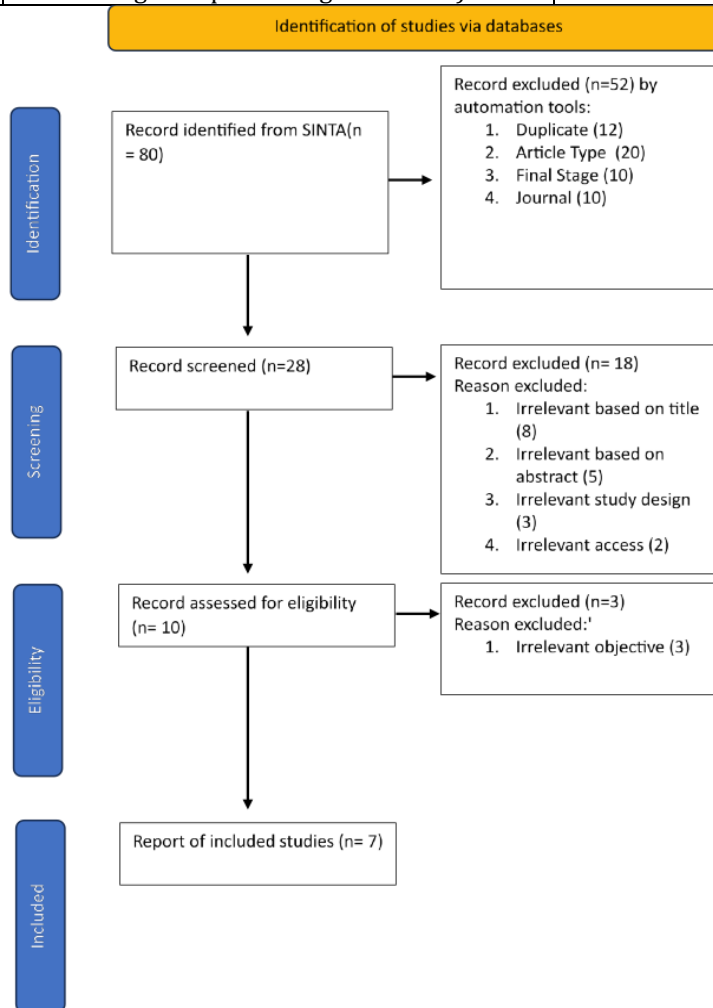 Identification of studies via databases
Identification
Record identified from SINTA(n
= 80)
Record excluded (n=52) by
automation tools:
1. Duplicate (12)
2. Article Type (20)
3. Final Stage (10)
4. Journal (10)
Screening
Record screened (n=28)
Record excluded (n= 18)
Reason excluded:
1. Irrelevant based on title
(8)
2. Irrelevant based on
abstract (5)
3. Irrelevant study design
(3)
4. Irrelevant access (2)
Eligibility
Record assessed for eligibility
(n= 10)
Record excluded (n=3)
Reason excluded:'
1. Irrelevant objective (3)
Included
Report of included studies (n= 7)